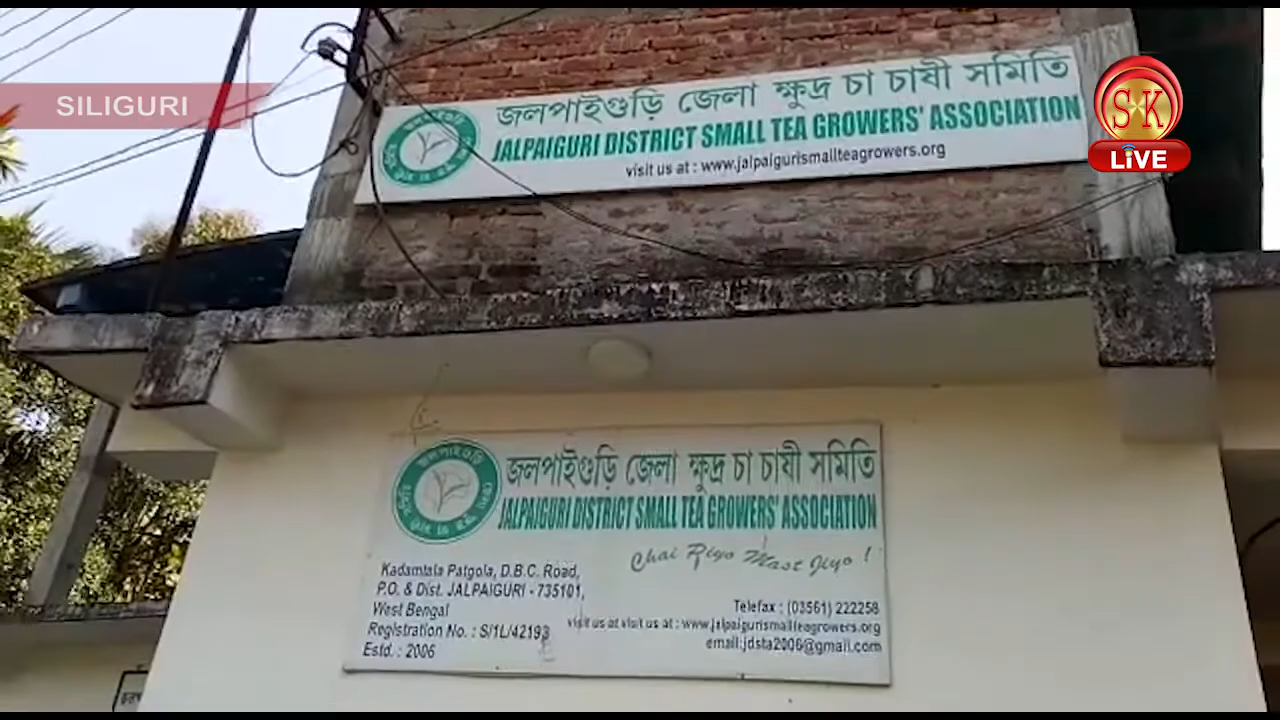 SILIGURI
SK
LIVE
জলপাইগুড়ি জেলা ক্ষুদ্র চা চাষী সমিতি
JALPAIGURI DISTRICT SMALL TEA GROWERS' ASSOCIATION
visit us at : www.jalpaigurismallteagrowers.org
জলপাইগুড়ি জেলা ক্ষুদ্র চা চাষী সমিতি
JALPAIGURI DISTRICT SMALL TEA GROWERS' ASSOCIATION
Chai Piyo Mast Jiyo !
Kadamtala Patgola, D.B.C. Road,
P.O. & Dist. JALPAIGURI - 735101,
West Bengal
Registration No. : S/1L/42193
Estd. : 2006
Telefax : (03561) 222258
visit us at visit us at : www.jalpaigurismallteagrowers.org
email:jdsta2006@gmail.com